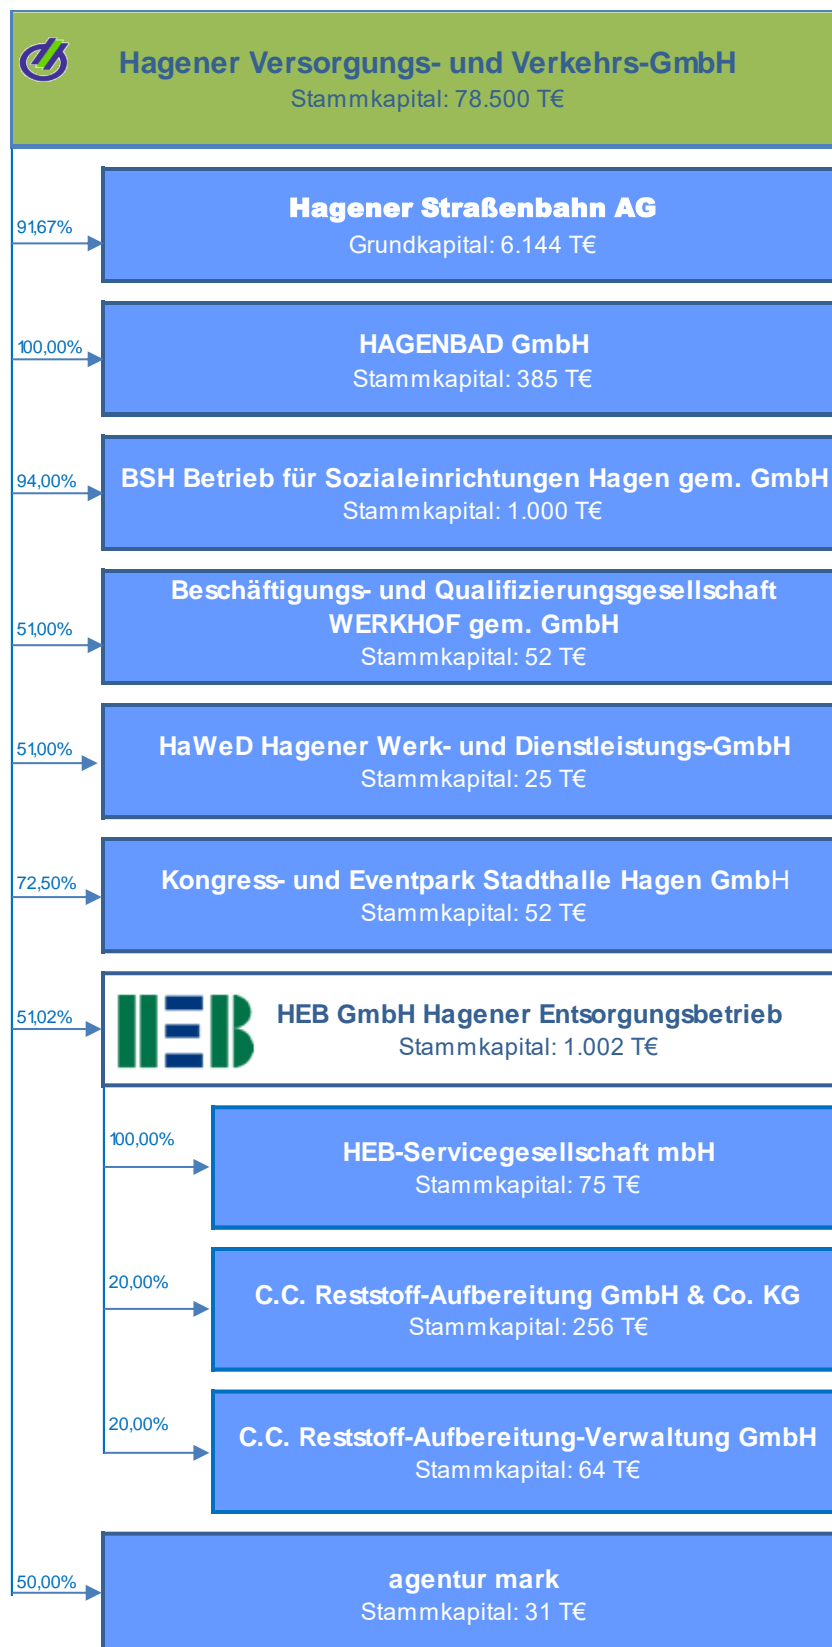 Hagener Versorgungs- und Verkehrs-GmbH
Stammkapital: 78.500 T€
91,67%
Hagener Straßenbahn AG
Grundkapital: 6.144 T€
100,00%
HAGENBAD GmbH
Stammkapital: 385 T€
94,00%
BSH Betrieb für Sozialeinrichtungen Hagen gem. GmbH
Stammkapital: 1.000 T€
51,00%
Beschäftigungs- und Qualifizierungsgesellschaft
WERKHOF gem. GmbH
Stammkapital: 52 T€
51,00%
HaWeD Hagener Werk- und Dienstleistungs-GmbH
Stammkapital: 25 T€
72,50%
Kongress- und Eventpark Stadthalle Hagen GmbH
Stammkapital: 52 T€
51,02%
HEB
HEB GmbH Hagener Entsorgungsbetrieb
Stammkapital: 1.002 T€
100,00%
HEB-Servicegesellschaft mbH
Stammkapital: 75 T€
20,00%
C.C. Reststoff-Aufbereitung GmbH & Co. KG
Stammkapital: 256 T€
20,00%
C.C. Reststoff-Aufbereitung-Verwaltung GmbH
Stammkapital: 64 T€
50,00%
agentur mark
Stammkapital: 31 T€